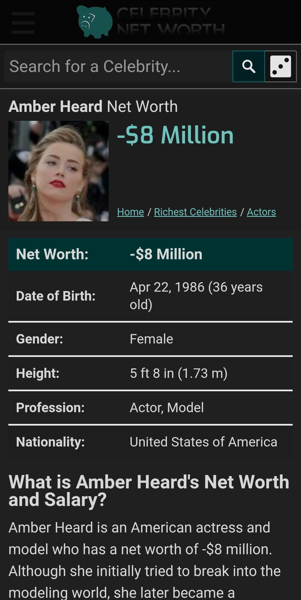 CELEBRITY
NET WORTH
Search for a Celebrity...
Amber Heard Net Worth
-$8 Million
Home / Richest Celebrities / Actors
Net Worth: -$8 Million
Date of Birth: Apr 22, 1986 (36 years
old)
Gender: Female
Height: 5 ft 8 in (1.73 m)
Profession: Actor, Model
Nationality: United States of America
What is Amber Heard's Net Worth
and Salary?
Amber Heard is an American actress and
model who has a net worth of -$8 million.
Although she initially tried to break into the
modeling world, she later became a